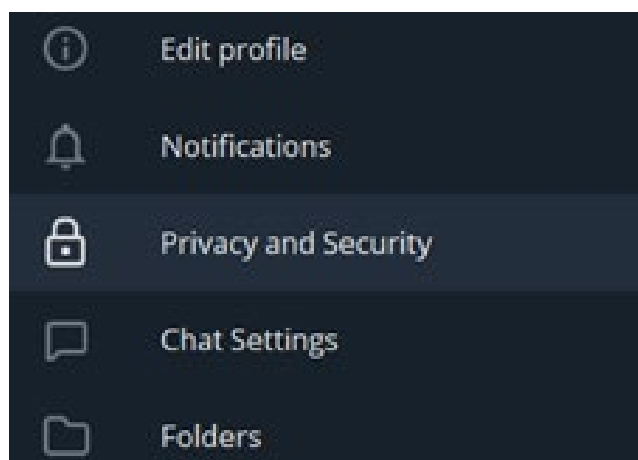 Edit profile
Notifications
Privacy and Security
Chat Settings
Folders